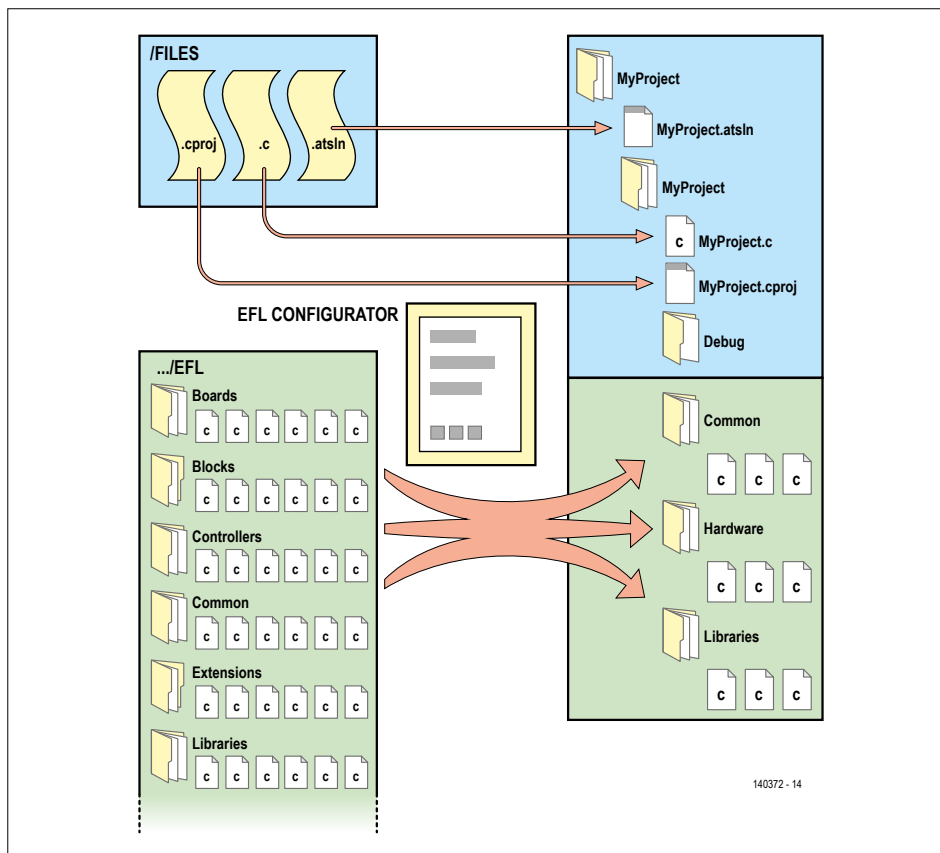 /FILES
.cproj
.c
.atsln
MyProject
MyProject.atsln
MyProject
c MyProject.c
MyProject.cproj
Debug
EFL CONFIGURATOR
.../EFL
Boards
c c c c c c
Blocks
c c c c c c
Controllers
c c c c c c
Common
c c c c c c
Extensions
c c c c c c
Libraries
c c c c c c
Common
c c c
Hardware
c c c
Libraries
c c c
140372 - 14